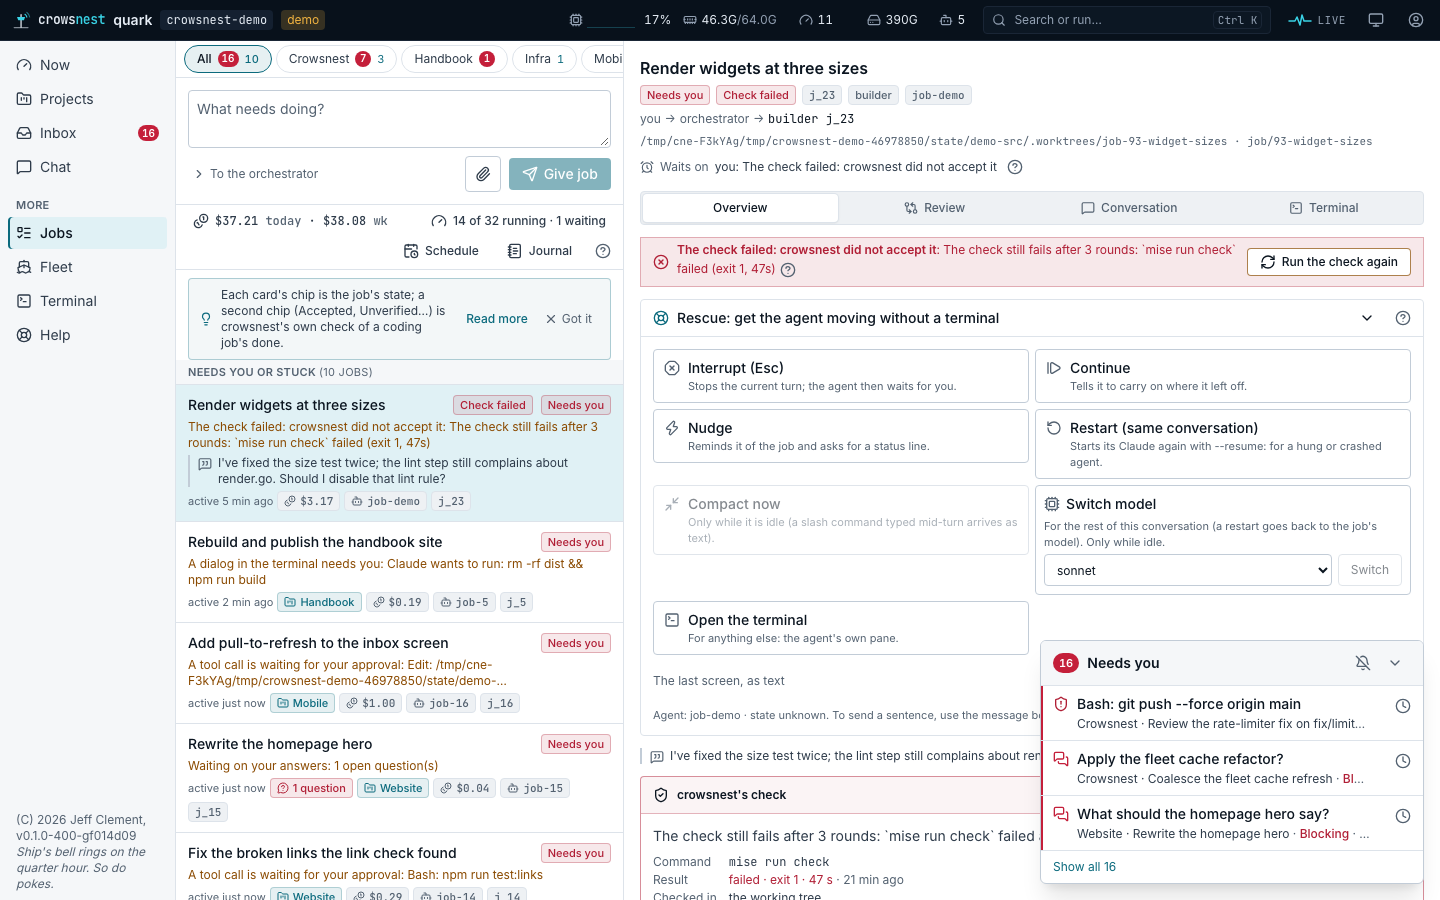 crowsnest quark crowsnest-demo demo
17% 46.3G/64.0G 11 390G 5 Search or run... Ctrl K LIVE
Now
Projects
Inbox 16
Chat
MORE
Jobs
Fleet
Terminal
Help
(C) 2026 Jeff Clement,
v0.1.0-400-gf014d09
Ship's bell rings on the
quarter hour. So do
pokes.
All 16 10 Crowsnest 7 3 Handbook 1 Infra 1 Mobi
What needs doing?
To the orchestrator Give job
$37.21 today · $38.08 wk 14 of 32 running · 1 waiting
Schedule Journal
Each card's chip is the job's state; a
second chip (Accepted, Unverified...) is
crowsnest's own check of a coding
job's done.
Read more Got it
NEEDS YOU OR STUCK (10 JOBS)
Render widgets at three sizes Check failed Needs you
The check failed: crowsnest did not accept it: The check still fails after 3
rounds: `mise run check` failed (exit 1, 47s)
I've fixed the size test twice; the lint step still complains about
render.go. Should I disable that lint rule?
active 5 min ago $3.17 job-demo j_23
Rebuild and publish the handbook site Needs you
A dialog in the terminal needs you: Claude wants to run: rm -rf dist &&
npm run build
active 2 min ago Handbook $0.19 job-5 j_5
Add pull-to-refresh to the inbox screen Needs you
A tool call is waiting for your approval: Edit: /tmp/cne-
F3kYAg/tmp/crowsnest-demo-46978850/state/demo-...
active just now Mobile $1.00 job-16 j_16
Rewrite the homepage hero Needs you
Waiting on your answers: 1 open question(s)
active just now 1 question Website $0.04 job-15
j_15
Fix the broken links the link check found Needs you
A tool call is waiting for your approval: Bash: npm run test:links
active just now Website $0.29 job-14 j_14
Render widgets at three sizes
Needs you Check failed j_23 builder job-demo
you → orchestrator → builder j_23
/tmp/cne-F3kYAg/tmp/crowsnest-demo-46978850/state/demo-src/.worktrees/job-93-widget-sizes · job/93-widget-sizes
Waits on you: The check failed: crowsnest did not accept it
Overview Review Conversation Terminal
The check failed: crowsnest did not accept it: The check still fails after 3 rounds: `mise run check`
failed (exit 1, 47s)
Run the check again
Rescue: get the agent moving without a terminal
Interrupt (Esc)
Stops the current turn; the agent then waits for you.
Continue
Tells it to carry on where it left off.
Nudge
Reminds it of the job and asks for a status line.
Restart (same conversation)
Starts its Claude again with --resume: for a hung or crashed
agent.
Compact now
Only while it is idle (a slash command typed mid-turn arrives as
text).
Switch model
For the rest of this conversation (a restart goes back to the job's
model). Only while idle.
sonnet Switch
Open the terminal
For anything else: the agent's own pane.
The last screen, as text
Agent: job-demo · state unknown. To send a sentence, use the message b
I've fixed the size test twice; the lint step still complains about ren
crowsnest's check
The check still fails after 3 rounds: `mise run check` failed
Command mise run check
Result failed · exit 1 · 47 s · 21 min ago
Checked in the working tree
16 Needs you
Bash: git push --force origin main
Crowsnest · Review the rate-limiter fix on fix/limit...
Apply the fleet cache refactor?
Crowsnest · Coalesce the fleet cache refresh · Bl...
What should the homepage hero say?
Website · Rewrite the homepage hero · Blocking · ...
Show all 16